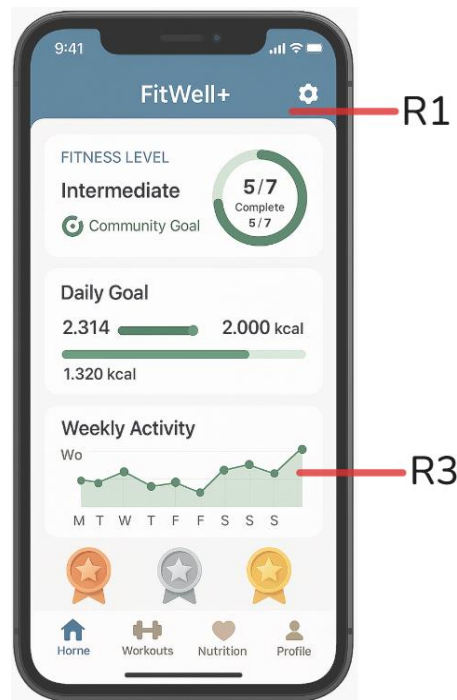 9:41
FitWell+
R1
FITNESS LEVEL
Intermediate
Community Goal
5/7
Complete
5/7
Daily Goal
2.314 2.000 kcal
1.320 kcal
Weekly Activity
Wo
R3
M T W T F F S S S
Home Workouts Nutrition Profile